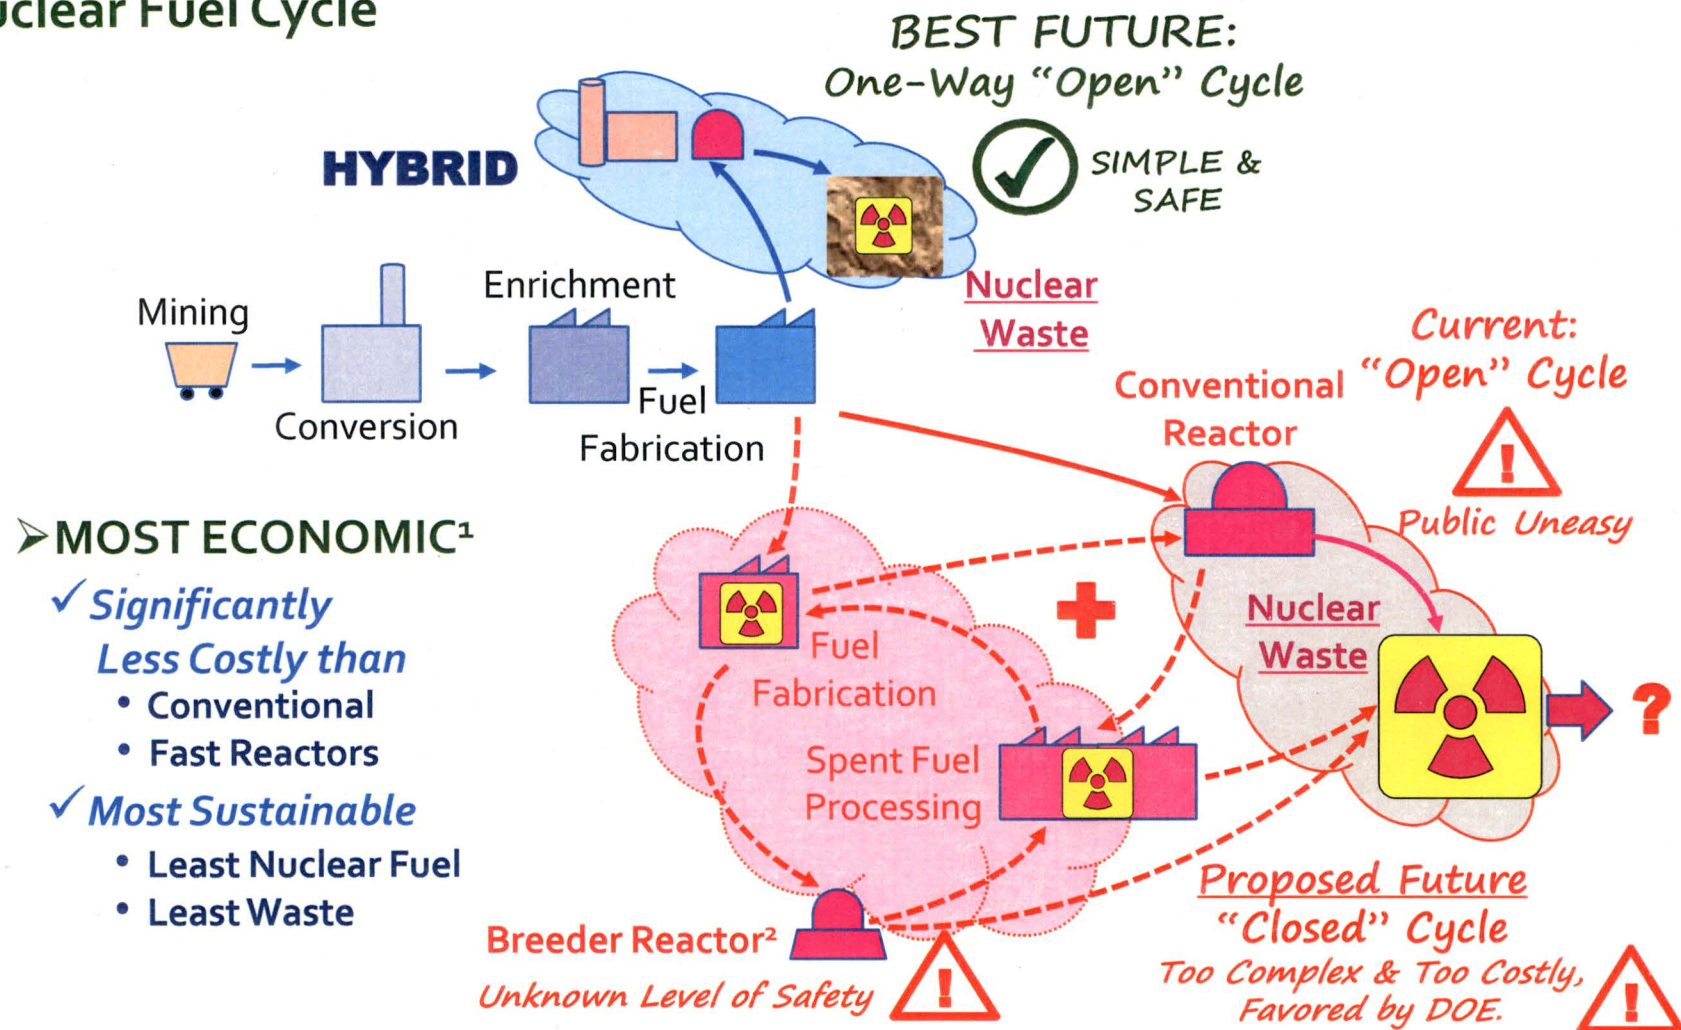 uclear Fuel Cycle
BEST FUTURE:
One-Way “Open” Cycle
HYBRID
SIMPLE &
SAFE
Nuclear
Waste
Mining
Conversion
Enrichment
Fuel
Fabrication
Current:
“Open” Cycle
Conventional
Reactor
Public Uneasy
➢MOST ECONOMIC¹
✓ Significantly
Less Costly than
• Conventional
• Fast Reactors
✓ Most Sustainable
• Least Nuclear Fuel
• Least Waste
Fuel
Fabrication
Nuclear
Waste
?
Spent Fuel
Processing
Breeder Reactor²
Unknown Level of Safety
Proposed Future
“Closed” Cycle
Too Complex & Too Costly,
Favored by DOE.